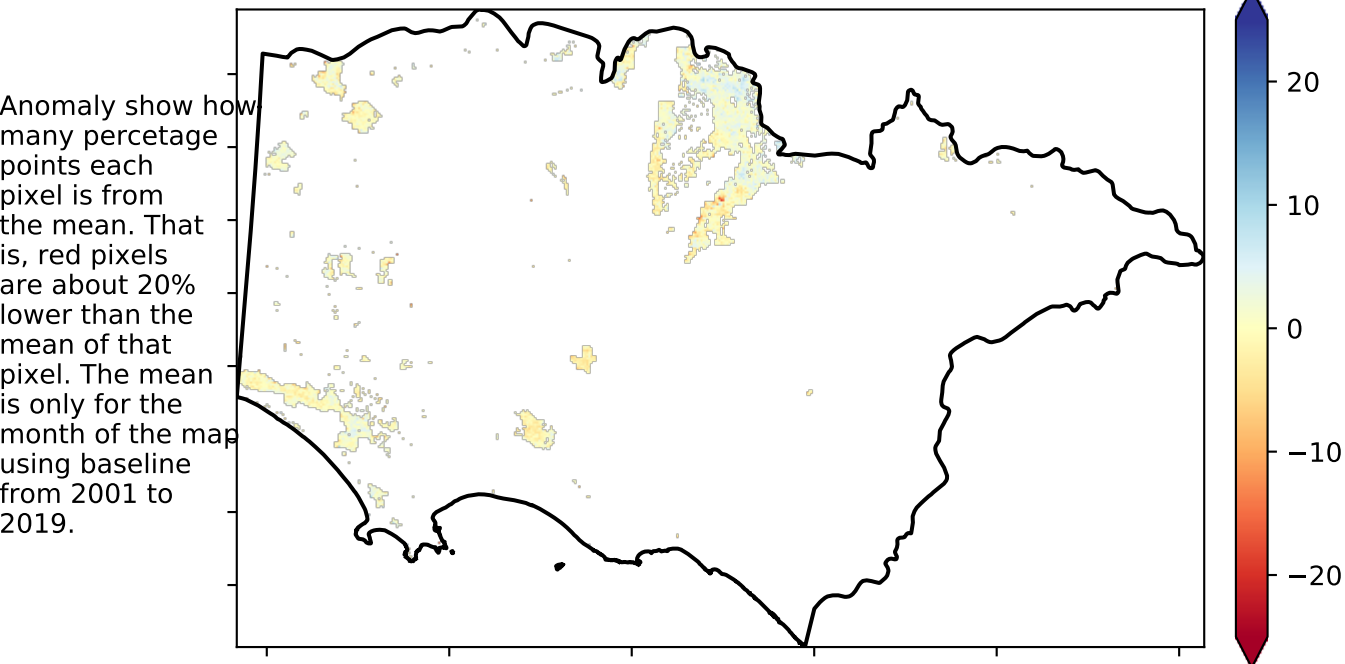 Anomaly show how
many percetage
points each
pixel is from
the mean. That
is, red pixels
are about 20%
lower than the
mean of that
pixel. The mean
is only for the
month of the map
using baseline
from 2001 to
2019.
20
10
0
−10
−20